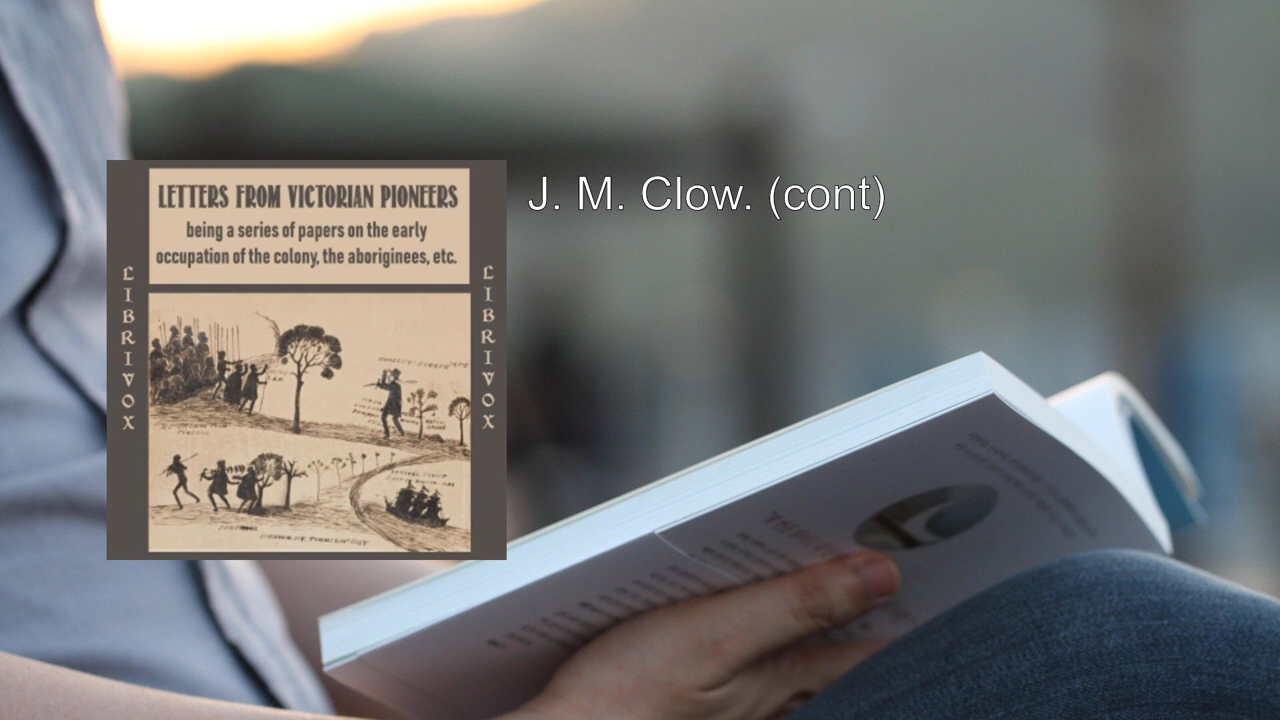 LETTERS FROM VICTORIAN PIONEERS
being a series of papers on the early
occupation of the colony, the aboriginees, etc.
LIBRIVOX
LIBRIVOX
J. M. Clow. (cont)